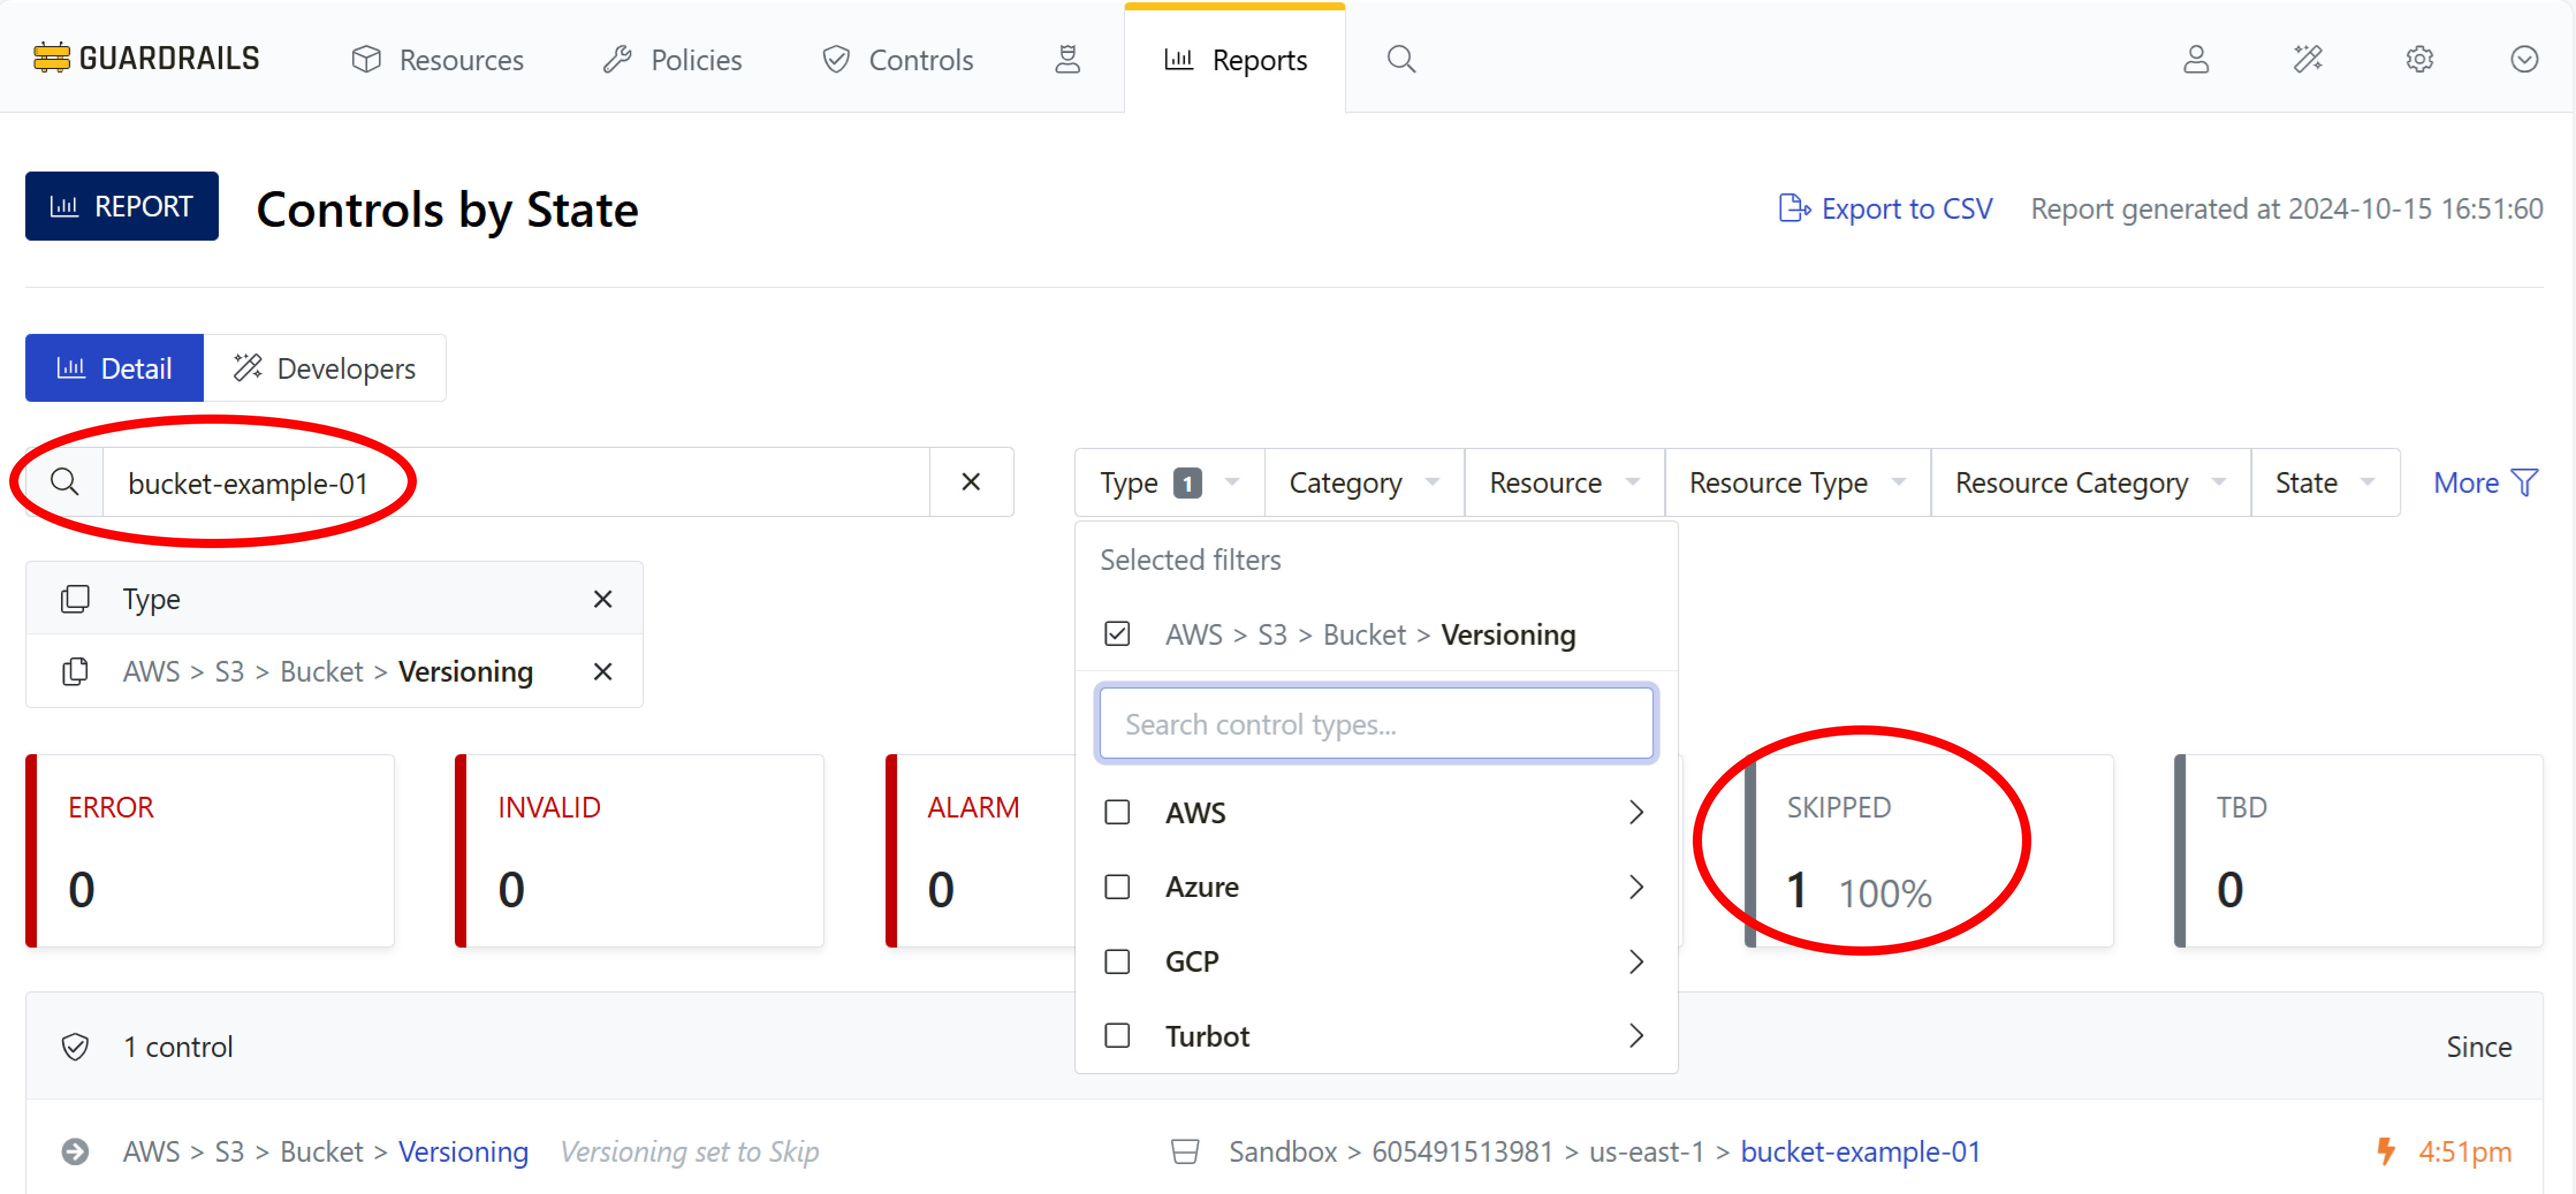 GUARDRAILS Resources Policies Controls Reports
REPORT Controls by State Export to CSV Report generated at 2024-10-15 16:51:60
Detail Developers
bucket-example-01 Type 1 Category Resource Resource Type Resource Category State More
Selected filters
Type
AWS > S3 > Bucket > Versioning
AWS > S3 > Bucket > Versioning
Search control types...
ERROR INVALID ALARM SKIPPED TBD
0 0 0 1 100% 0
AWS
Azure
GCP
Turbot
1 control Since
AWS > S3 > Bucket > Versioning Versioning set to Skip Sandbox > 605491513981 > us-east-1 > bucket-example-01 4:51pm